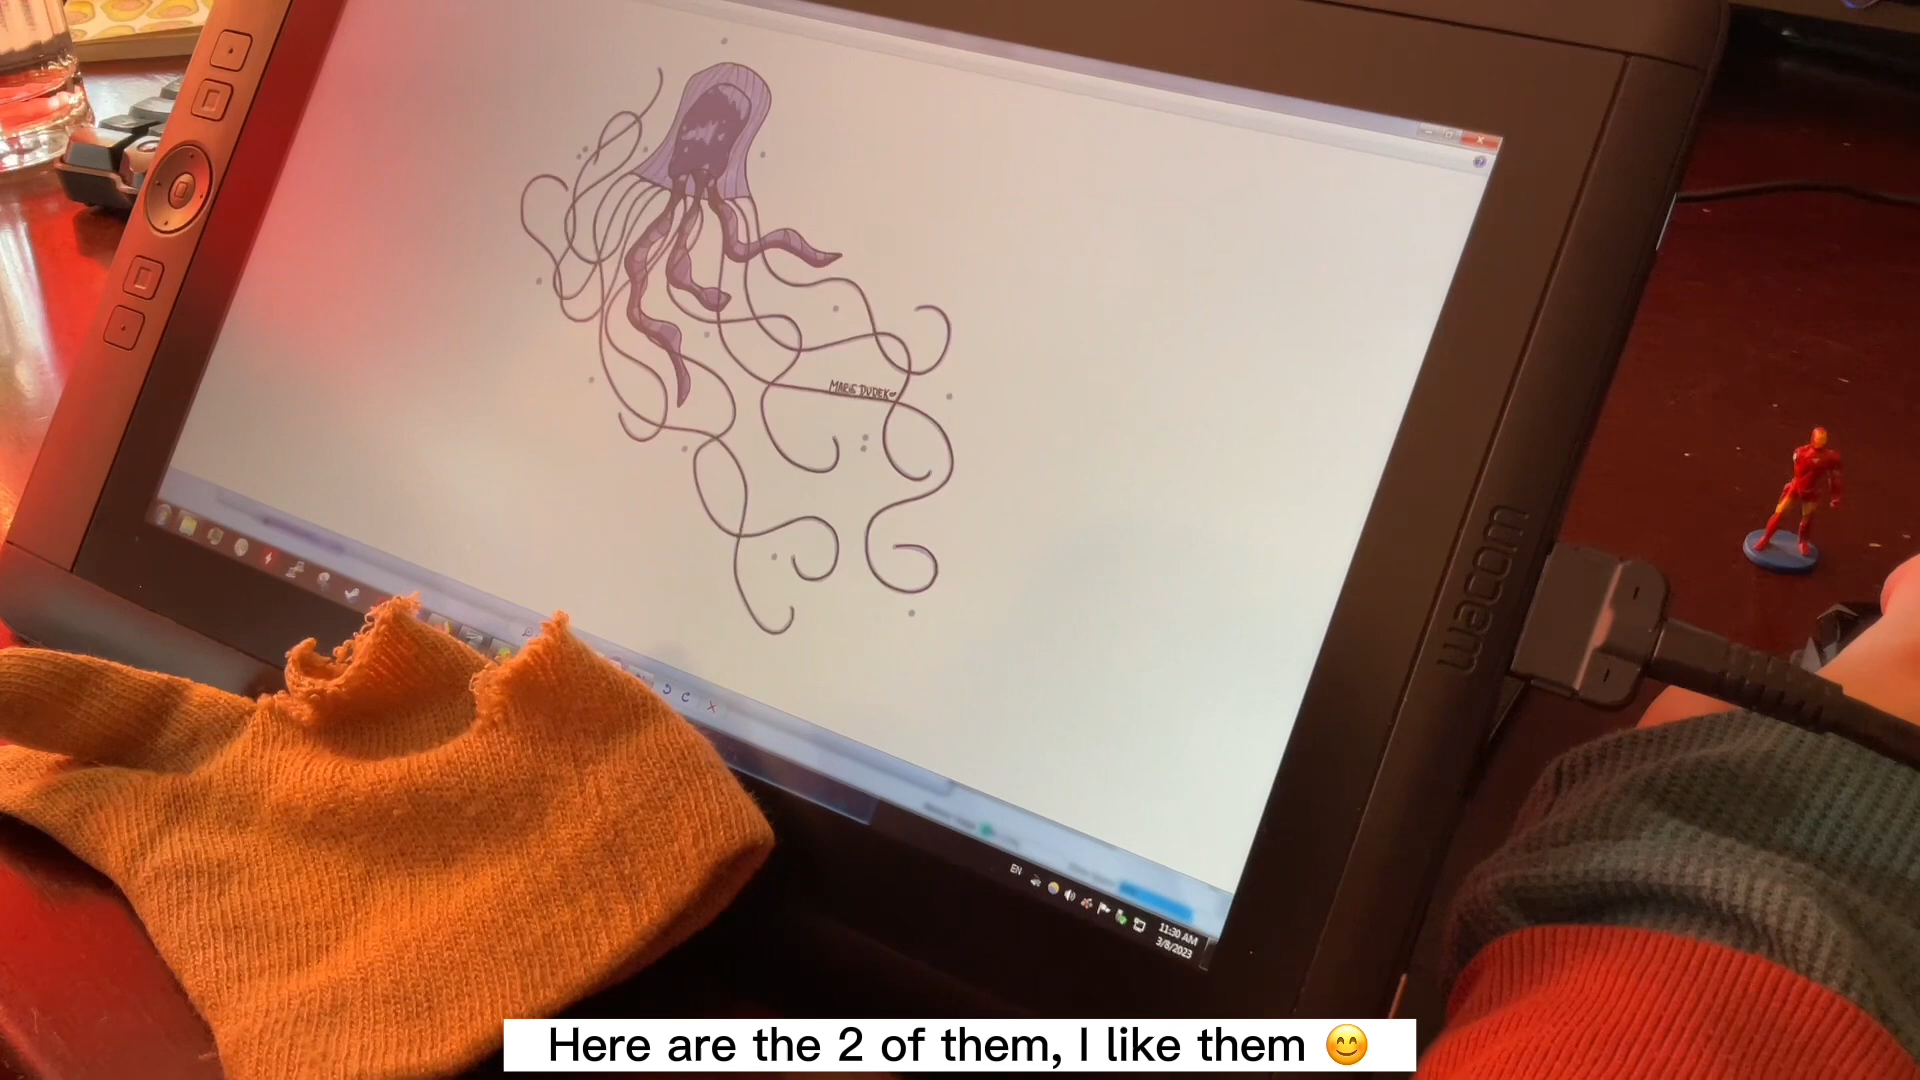 MARIE DUDEK
wacom
EN
11:30 AM
3/8/2023
Here are the 2 of them, I like them 😊